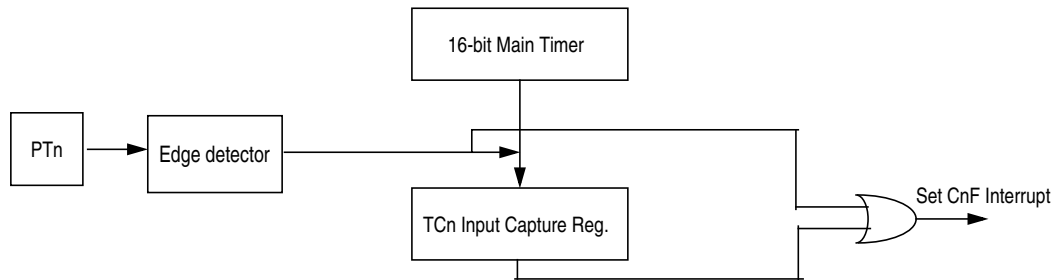 16-bit Main Timer
PTn
Edge detector
Set CnF Interrupt
TCn Input Capture Reg.